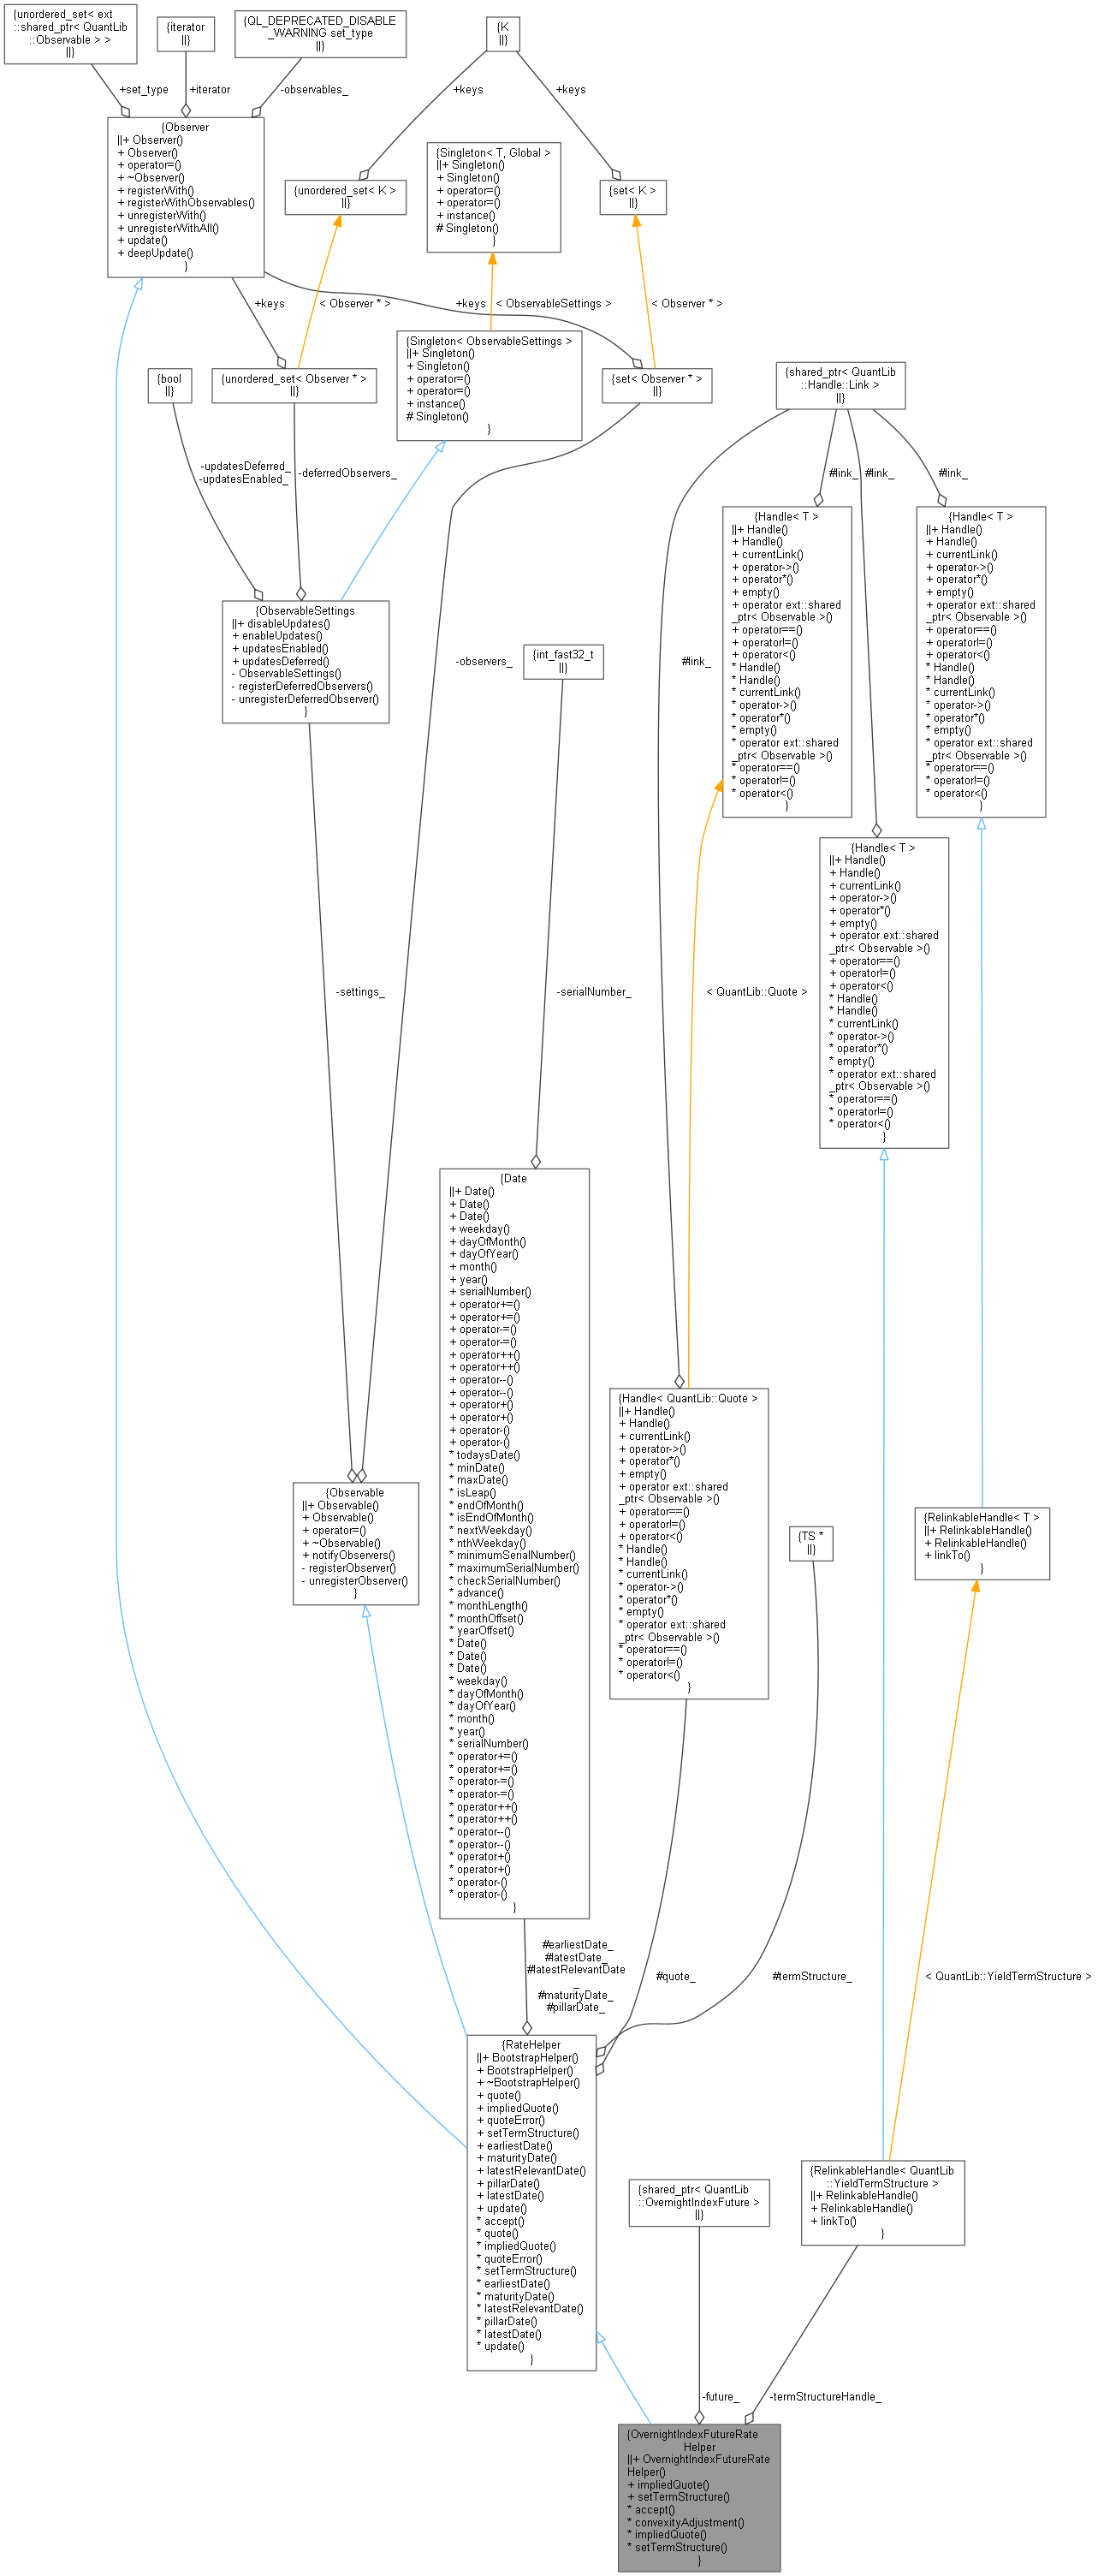 {unordered_set< ext
::shared_ptr< QuantLib
::Observable > >
||}
{iterator
||}
{QL_DEPRECATED_DISABLE
_WARNING set_type
||}
{K
||}
+set_type
+iterator
-observables_
+keys
+keys
{Observer
||+ Observer()
+ Observer()
+ operator=()
+ ~Observer()
+ registerWith()
+ registerWithObservables()
+ unregisterWith()
+ unregisterWithAll()
+ update()
+ deepUpdate()
}
{unordered_set< K >
||}
{Singleton< T, Global >
||+ Singleton()
+ Singleton()
+ operator=()
+ operator=()
+ instance()
# Singleton()
}
{set< K >
||}
+keys
< Observer * >
+keys
< ObservableSettings >
< Observer * >
{bool
||}
{unordered_set< Observer * >
||}
{Singleton< ObservableSettings >
||+ Singleton()
+ Singleton()
+ operator=()
+ operator=()
+ instance()
# Singleton()
}
{set< Observer * >
||}
{shared_ptr< QuantLib
::Handle::Link >
||}
-updatesDeferred_
-updatesEnabled_
-deferredObservers_
#link_
#link_
#link_
{Handle< T >
||+ Handle()
+ Handle()
+ currentLink()
+ operator->()
+ operator*()
+ empty()
+ operator ext::shared
_ptr< Observable >()
+ operator==()
+ operator!=()
+ operator<()
* Handle()
* Handle()
* currentLink()
* operator->()
* operator*()
* empty()
* operator ext::shared
_ptr< Observable >()
* operator==()
* operator!=()
* operator<()
}
{Handle< T >
||+ Handle()
+ Handle()
+ currentLink()
+ operator->()
+ operator*()
+ empty()
+ operator ext::shared
_ptr< Observable >()
+ operator==()
+ operator!=()
+ operator<()
* Handle()
* Handle()
* currentLink()
* operator->()
* operator*()
* empty()
* operator ext::shared
_ptr< Observable >()
* operator==()
* operator!=()
* operator<()
}
{ObservableSettings
||+ disableUpdates()
+ enableUpdates()
+ updatesEnabled()
+ updatesDeferred()
- ObservableSettings()
- registerDeferredObservers()
- unregisterDeferredObserver()
}
-observers_
{int_fast32_t
||}
#link_
{Handle< T >
||+ Handle()
+ Handle()
+ currentLink()
+ operator->()
+ operator*()
+ empty()
+ operator ext::shared
_ptr< Observable >()
+ operator==()
+ operator!=()
+ operator<()
* Handle()
* Handle()
* currentLink()
* operator->()
* operator*()
* empty()
* operator ext::shared
_ptr< Observable >()
* operator==()
* operator!=()
* operator<()
}
-settings_
-serialNumber_
< QuantLib::Quote >
{Date
||+ Date()
+ Date()
+ Date()
+ weekday()
+ dayOfMonth()
+ dayOfYear()
+ month()
+ year()
+ serialNumber()
+ operator+=()
+ operator+=()
+ operator-=()
+ operator-=()
+ operator++()
+ operator++()
+ operator--()
+ operator--()
+ operator+()
+ operator+()
+ operator-()
+ operator-()
* todaysDate()
* minDate()
* maxDate()
* isLeap()
* endOfMonth()
* isEndOfMonth()
* nextWeekday()
* nthWeekday()
* minimumSerialNumber()
* maximumSerialNumber()
* checkSerialNumber()
* advance()
* monthLength()
* monthOffset()
* yearOffset()
* Date()
* Date()
* Date()
* weekday()
* dayOfMonth()
* dayOfYear()
* month()
* year()
* serialNumber()
* operator+=()
* operator+=()
* operator-=()
* operator-=()
* operator++()
* operator++()
* operator--()
* operator--()
* operator+()
* operator+()
* operator-()
* operator-()
}
{Handle< QuantLib::Quote >
||+ Handle()
+ Handle()
+ currentLink()
+ operator->()
+ operator*()
+ empty()
+ operator ext::shared
_ptr< Observable >()
+ operator==()
+ operator!=()
+ operator<()
* Handle()
* Handle()
* currentLink()
* operator->()
* operator*()
* empty()
* operator ext::shared
_ptr< Observable >()
* operator==()
* operator!=()
* operator<()
}
{Observable
||+ Observable()
+ Observable()
+ operator=()
+ ~Observable()
+ notifyObservers()
- registerObserver()
- unregisterObserver()
}
{TS *
||}
{RelinkableHandle< T >
||+ RelinkableHandle()
+ RelinkableHandle()
+ linkTo()
}
#earliestDate_
#latestDate_
#latestRelevantDate
_
#maturityDate_
#pillarDate_
#quote_
#termStructure_
< QuantLib::YieldTermStructure >
{RateHelper
||+ BootstrapHelper()
+ BootstrapHelper()
+ ~BootstrapHelper()
+ quote()
+ impliedQuote()
+ quoteError()
+ setTermStructure()
+ earliestDate()
+ maturityDate()
+ latestRelevantDate()
+ pillarDate()
+ latestDate()
+ update()
* accept()
* quote()
* impliedQuote()
* quoteError()
* setTermStructure()
* earliestDate()
* maturityDate()
* latestRelevantDate()
* pillarDate()
* latestDate()
* update()
}
{shared_ptr< QuantLib
::OvernightIndexFuture >
||}
{RelinkableHandle< QuantLib
::YieldTermStructure >
||+ RelinkableHandle()
+ RelinkableHandle()
+ linkTo()
}
-future_
-termStructureHandle_
{OvernightIndexFutureRate
Helper
||+ OvernightIndexFutureRate
Helper()
+ impliedQuote()
+ setTermStructure()
* accept()
* convexityAdjustment()
* impliedQuote()
* setTermStructure()
}